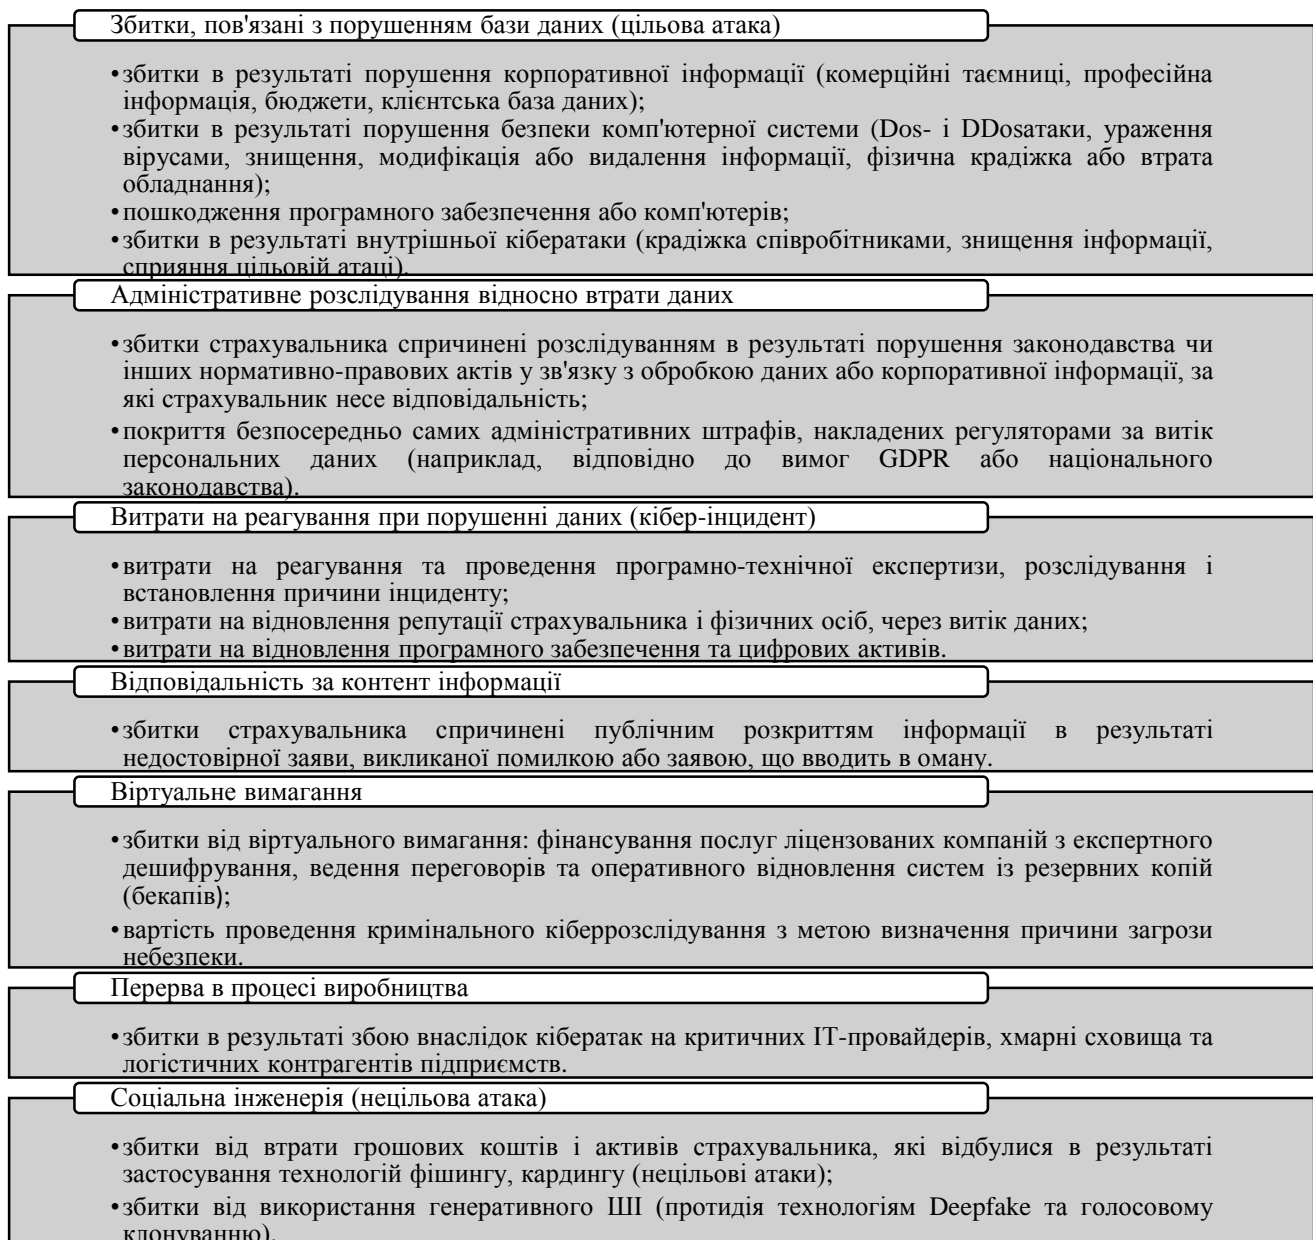 Збитки, пов'язані з порушенням бази даних (цільова атака)
•збитки в результаті порушення корпоративної інформації (комерційні таємниці, професійна
інформація, бюджети, клієнтська база даних);
•збитки в результаті порушення безпеки комп'ютерної системи (Dos- і DDosатаки, ураження
вірусами, знищення, модифікація або видалення інформації, фізична крадіжка або втрата
обладнання);
•пошкодження програмного забезпечення або комп'ютерів;
•збитки в результаті внутрішньої кібератаки (крадіжка співробітниками, знищення інформації,
сприяння цільовій атаці).
Адміністративне розслідування відносно втрати даних
•збитки страхувальника спричинені розслідуванням в результаті порушення законодавства чи
інших нормативно-правових актів у зв'язку з обробкою даних або корпоративної інформації, за
які страхувальник несе відповідальність;
•покриття безпосередньо самих адміністративних штрафів, накладених регуляторами за витік
персональних даних (наприклад, відповідно до вимог GDPR або національного
законодавства).
Витрати на реагування при порушенні даних (кібер-інцидент)
•витрати на реагування та проведення програмно-технічної експертизи, розслідування і
встановлення причини інциденту;
•витрати на відновлення репутації страхувальника і фізичних осіб, через витік даних;
•витрати на відновлення програмного забезпечення та цифрових активів.
Відповідальність за контент інформації
•збитки страхувальника спричинені публічним розкриттям інформації в результаті
недостовірної заяви, викликаної помилкою або заявою, що вводить в оману.
Віртуальне вимагання
•збитки від віртуального вимагання: фінансування послуг ліцензованих компаній з експертного
дешифрування, ведення переговорів та оперативного відновлення систем із резервних копій
(бекапів);
•вартість проведення кримінального кіберрозслідування з метою визначення причини загрози
небезпеки.
Перерва в процесі виробництва
•збитки в результаті збою внаслідок кібератак на критичних ІТ-провайдерів, хмарні сховища та
логістичних контрагентів підприємств.
Соціальна інженерія (нецільова атака)
•збитки від втрати грошових коштів і активів страхувальника, які відбулися в результаті
застосування технологій фішингу, кардингу (нецільові атаки);
•збитки від використання генеративного ШІ (протидія технологіям Deepfake та голосовому
клонуванню).